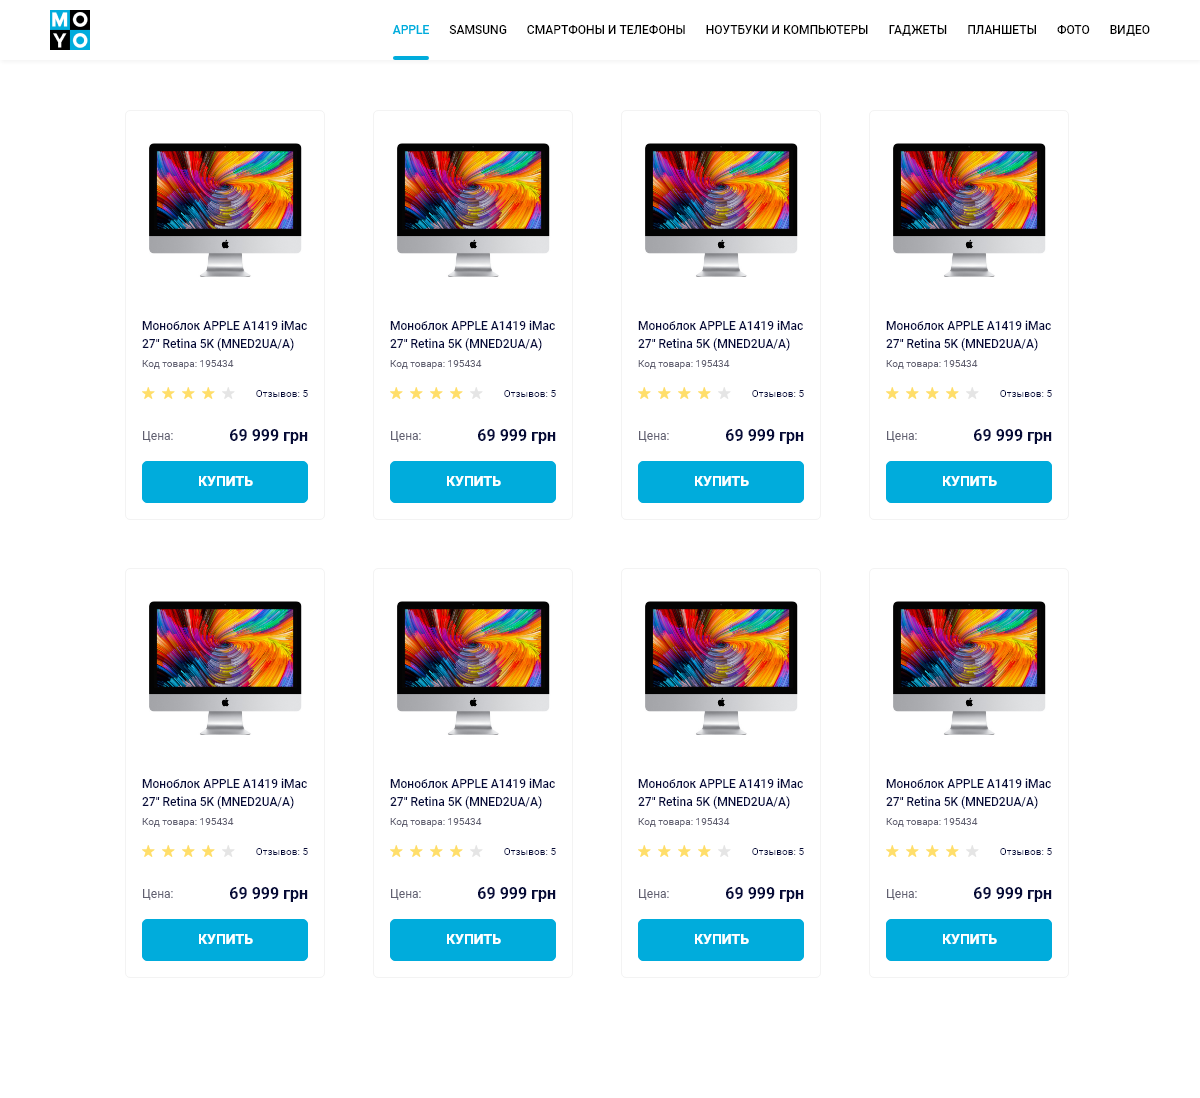 MO
YO
APPLE SAMSUNG СМАРТФОНЫ И ТЕЛЕФОНЫ НОУТБУКИ И КОМПЬЮТЕРЫ ГАДЖЕТЫ ПЛАНШЕТЫ ФОТО ВИДЕО
Моноблок APPLE A1419 iMac
27" Retina 5K (MNED2UA/A)
Код товара: 195434
Отзывов: 5
Цена: 69 999 грн
КУПИТЬ
Моноблок APPLE A1419 iMac
27" Retina 5K (MNED2UA/A)
Код товара: 195434
Отзывов: 5
Цена: 69 999 грн
КУПИТЬ
Моноблок APPLE A1419 iMac
27" Retina 5K (MNED2UA/A)
Код товара: 195434
Отзывов: 5
Цена: 69 999 грн
КУПИТЬ
Моноблок APPLE A1419 iMac
27" Retina 5K (MNED2UA/A)
Код товара: 195434
Отзывов: 5
Цена: 69 999 грн
КУПИТЬ
Моноблок APPLE A1419 iMac
27" Retina 5K (MNED2UA/A)
Код товара: 195434
Отзывов: 5
Цена: 69 999 грн
КУПИТЬ
Моноблок APPLE A1419 iMac
27" Retina 5K (MNED2UA/A)
Код товара: 195434
Отзывов: 5
Цена: 69 999 грн
КУПИТЬ
Моноблок APPLE A1419 iMac
27" Retina 5K (MNED2UA/A)
Код товара: 195434
Отзывов: 5
Цена: 69 999 грн
КУПИТЬ
Моноблок APPLE A1419 iMac
27" Retina 5K (MNED2UA/A)
Код товара: 195434
Отзывов: 5
Цена: 69 999 грн
КУПИТЬ